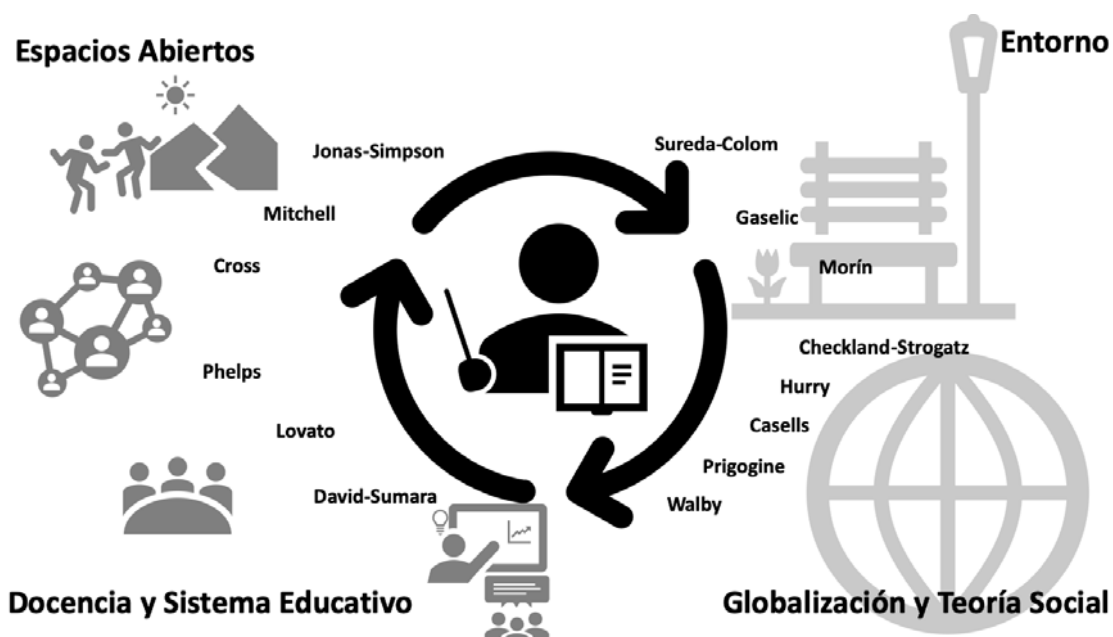 Espacios Abiertos
Entorno
Jonas-Simpson
Sureda-Colom
Mitchell
Gaselic
Cross
Morín
Checkland-Strogatz
Phelps
Hurry
Lovato
Casells
Prigogine
David-Sumara
Walby
Docencia y Sistema Educativo
Globalización y Teoría Social